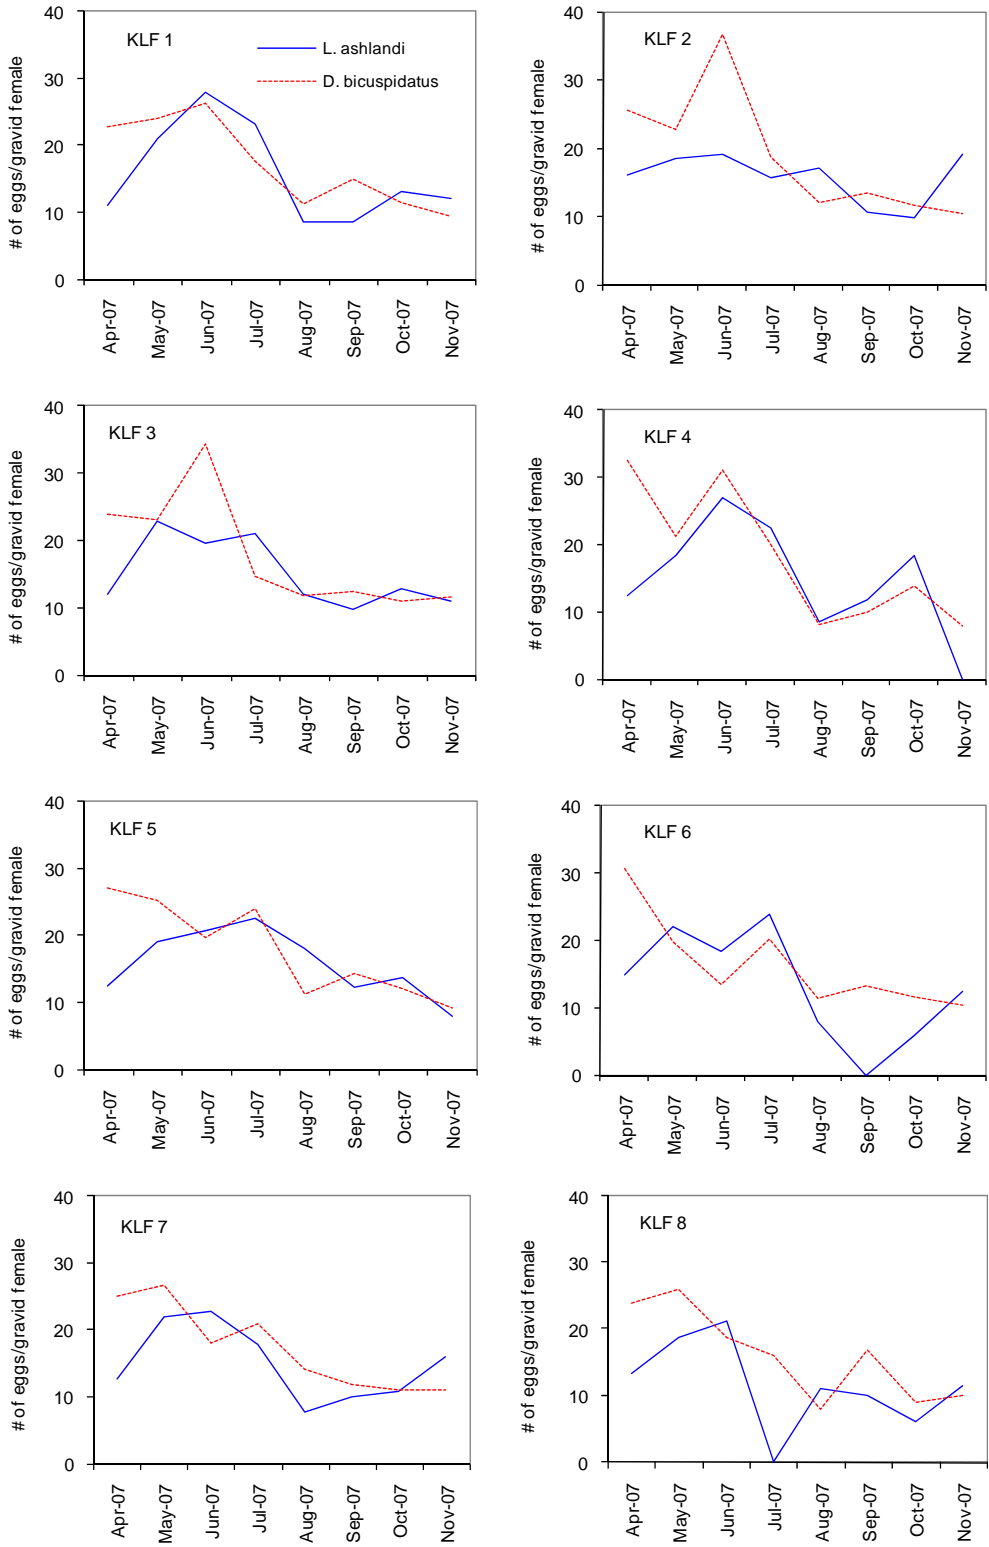 KLF 1
L. ashlandi
D. bicuspidatus
# of eggs/gravid female
40
30
20
10
0
Apr-07
May-07
Jun-07
Jul-07
Aug-07
Sep-07
Oct-07
Nov-07
KLF 2
# of eggs/gravid female
40
30
20
10
0
Apr-07
May-07
Jun-07
Jul-07
Aug-07
Sep-07
Oct-07
Nov-07
KLF 3
# of eggs/gravid female
40
30
20
10
0
Apr-07
May-07
Jun-07
Jul-07
Aug-07
Sep-07
Oct-07
Nov-07
KLF 4
# of eggs/gravid female
40
30
20
10
0
Apr-07
May-07
Jun-07
Jul-07
Aug-07
Sep-07
Oct-07
Nov-07
KLF 5
# of eggs/gravid female
40
30
20
10
0
Apr-07
May-07
Jun-07
Jul-07
Aug-07
Sep-07
Oct-07
Nov-07
KLF 6
# of eggs/gravid female
40
30
20
10
0
Apr-07
May-07
Jun-07
Jul-07
Aug-07
Sep-07
Oct-07
Nov-07
KLF 7
# of eggs/gravid female
40
30
20
10
0
Apr-07
May-07
Jun-07
Jul-07
Aug-07
Sep-07
Oct-07
Nov-07
KLF 8
# of eggs/gravid female
40
30
20
10
0
Apr-07
May-07
Jun-07
Jul-07
Aug-07
Sep-07
Oct-07
Nov-07